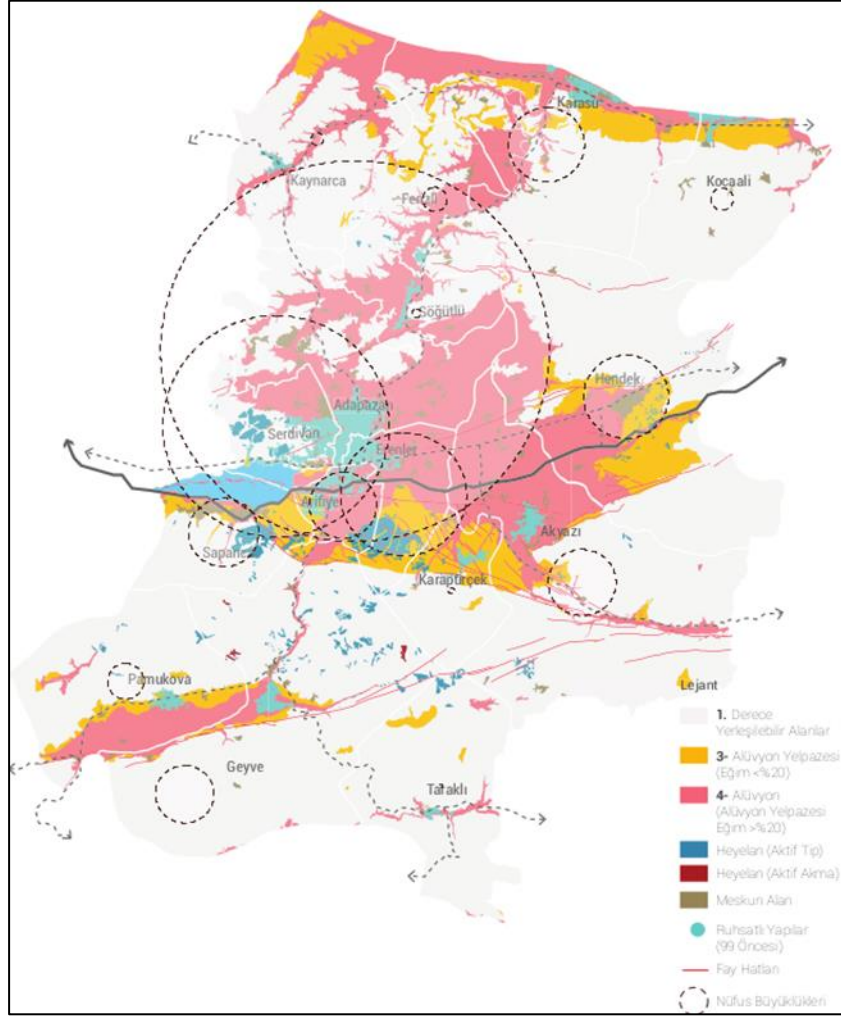 Karasu
Kaynarca
Kocaali
Ferizli
Söğütlü
Hendek
Adapazarı
Serdivan
Erenler
Arifiye
Akyazı
Sapanca
Karapürçek
Pamukova
Geyve
Taraklı
Lejant
1. Derece
Yerleşilebilir Alanlar
3- Alüvyon Yelpazesi
(Eğim <%20)
4- Alüvyon
(Alüvyon Yelpazesi
Eğim >%20)
Heyelan (Aktif Tip)
Heyelan (Aktif Akma)
Meskun Alan
Ruhsatlı Yapılar
(99 Öncesi)
Fay Hatları
Nüfus Büyüklükleri